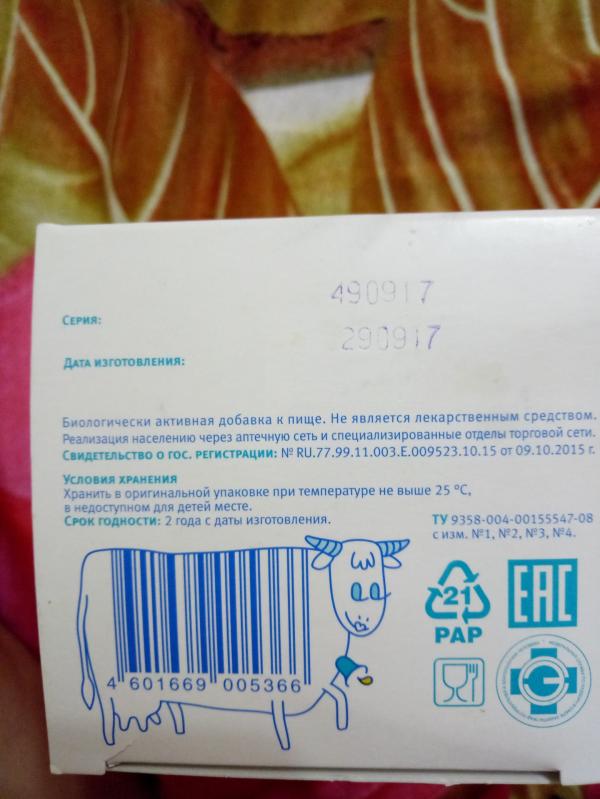 490917
Серия:
290917
Дата изготовления:
Биологически активная добавка к пище. Не является лекарственным средством.
Реализация населению через аптечную сеть и специализированные отделы торговой сети.
Свидетельство о гос. регистрации: № RU.77.99.11.003.Е.009523.10.15 от 09.10.2015 г.
Условия хранения
Хранить в оригинальной упаковке при температуре не выше 25 °С,
в недоступном для детей месте.
Срок годности: 2 года с даты изготовления.
ТУ 9358-004-00155547-08
с изм. №1, №2, №3, №4.
21
PAP
EAC
4 601669 005366